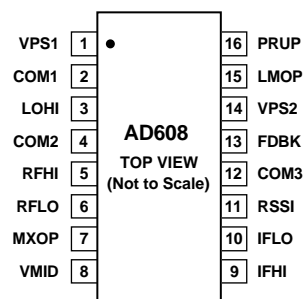 VPS1 1 16 PRUP
COM1 2 15 LMOP
LOHI 3 14 VPS2
COM2 4 13 FDBK
RFHI 5 12 COM3
RFLO 6 11 RSSI
MXOP 7 10 IFLO
VMID 8 9 IFHI
AD608
TOP VIEW
(Not to Scale)